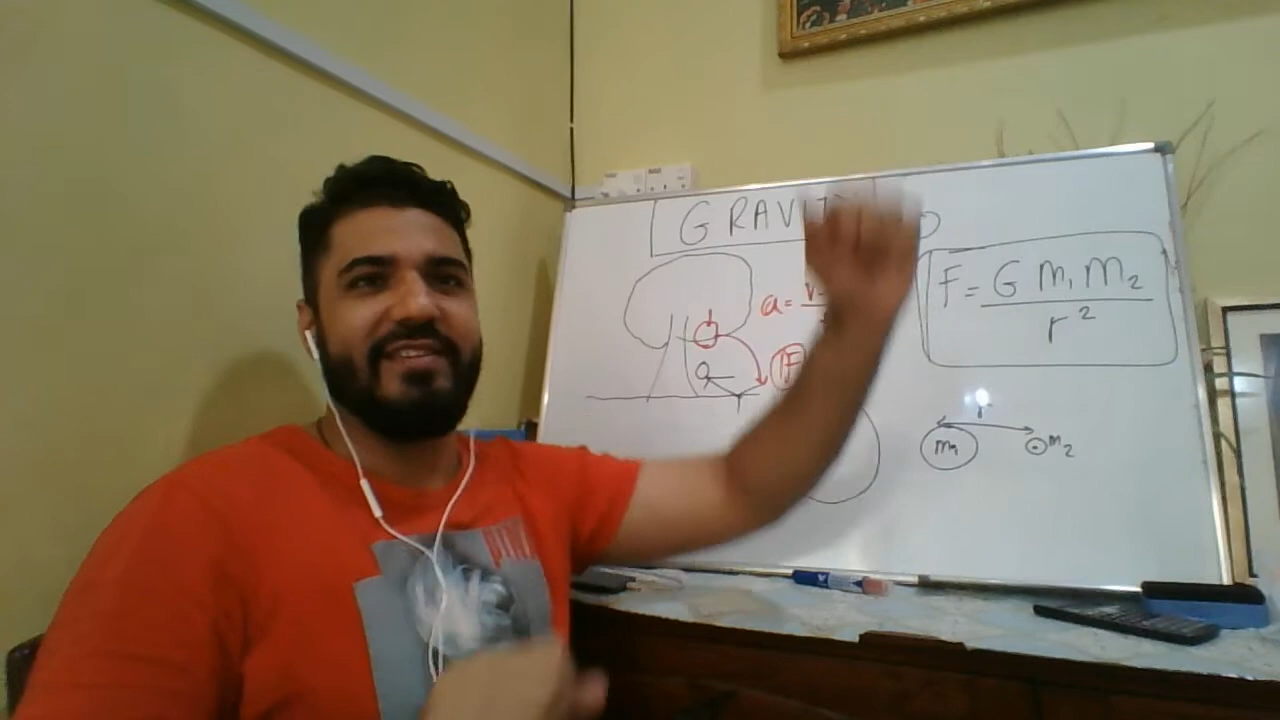 GRAVIT
a =
F
F = G m₁ m₂
r²
r
m₁
m₂